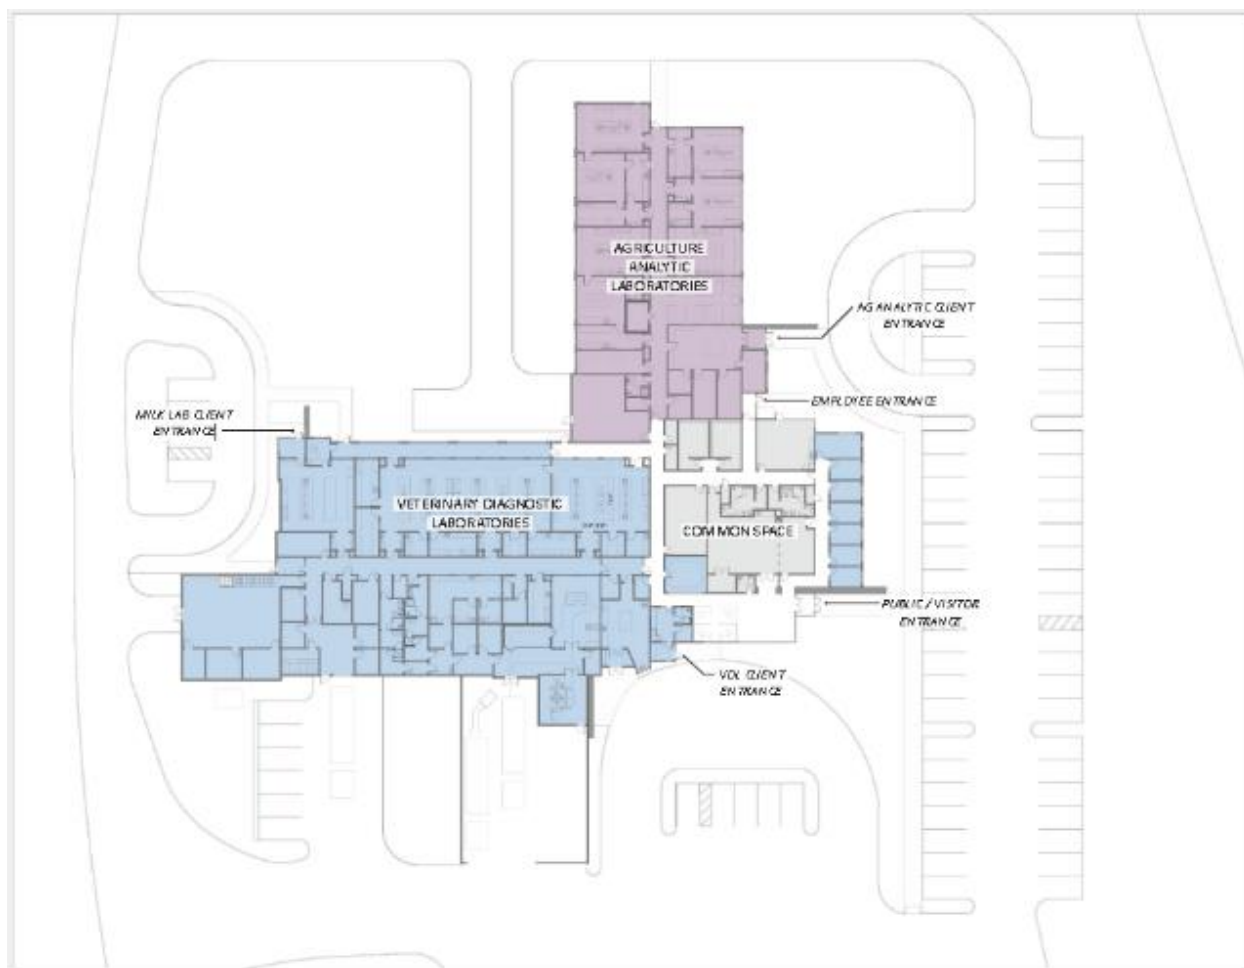 AGRICULTURE
ANALYTIC
LABORATORIES
AG ANALYTIC CLIENT
ENTRANCE
EMPLOYEE ENTRANCE
MILK LAB CLIENT
ENTRANCE
VETERINARY DIAGNOSTIC
LABORATORIES
COMMON SPACE
PUBLIC / VISITOR
ENTRANCE
VDL CLIENT
ENTRANCE